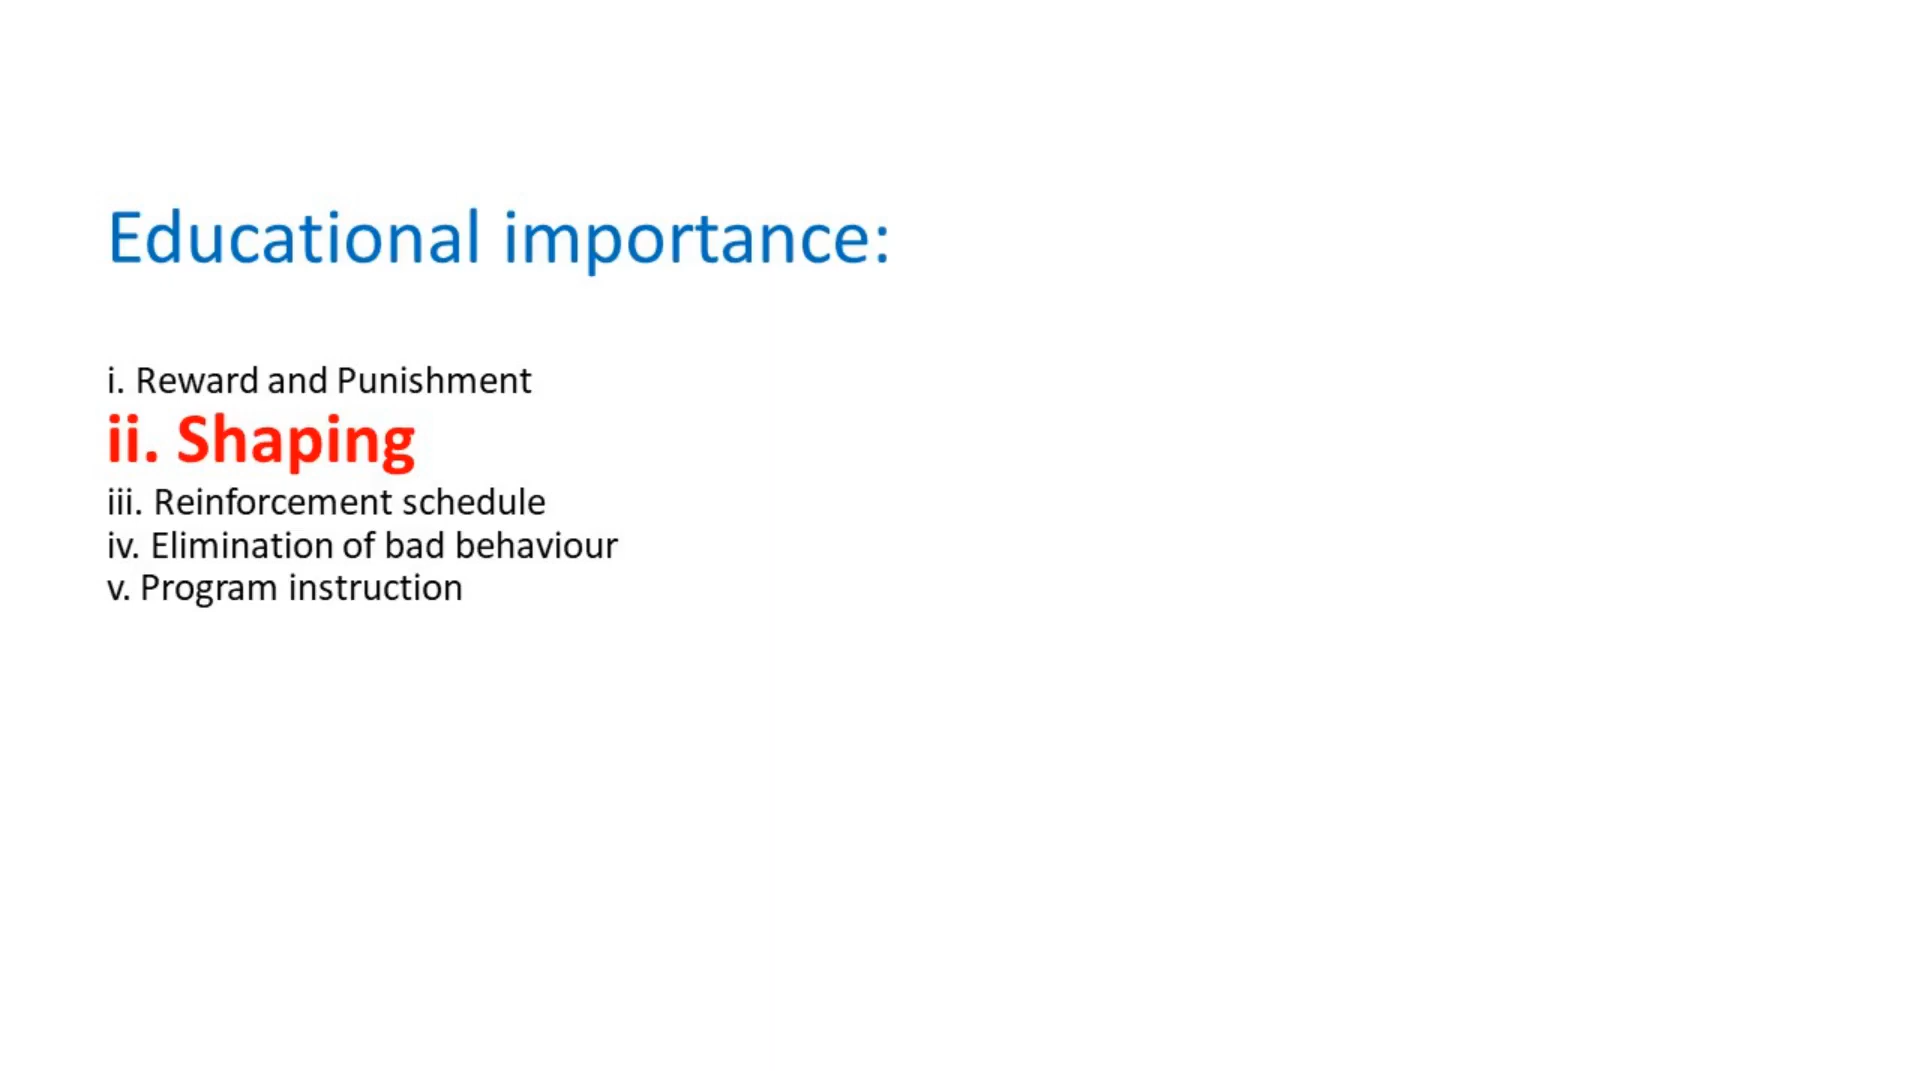 Educational importance:
i. Reward and Punishment
ii. Shaping
iii. Reinforcement schedule
iv. Elimination of bad behaviour
v. Program instruction